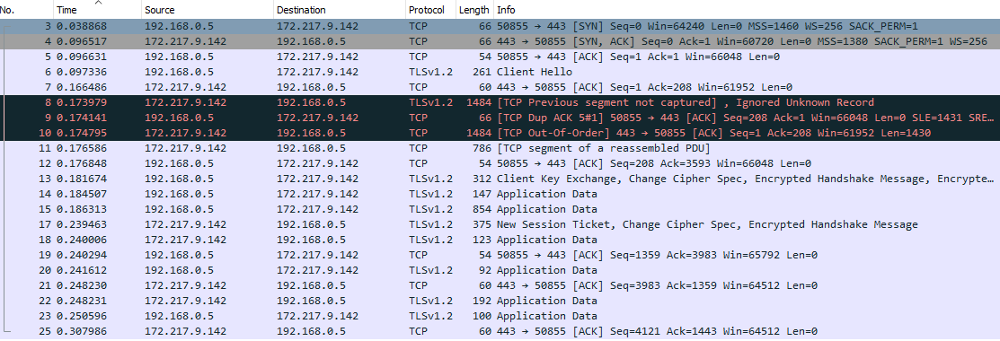 No. Time Source Destination Protocol Length Info
3 0.038868 192.168.0.5 172.217.9.142 TCP 66 50855 → 443 [SYN] Seq=0 Win=64240 Len=0 MSS=1460 WS=256 SACK_PERM=1
4 0.096517 172.217.9.142 192.168.0.5 TCP 66 443 → 50855 [SYN, ACK] Seq=0 Ack=1 Win=60720 Len=0 MSS=1380 SACK_PERM=1 WS=256
5 0.096631 192.168.0.5 172.217.9.142 TCP 54 50855 → 443 [ACK] Seq=1 Ack=1 Win=66048 Len=0
6 0.097336 192.168.0.5 172.217.9.142 TLSv1.2 261 Client Hello
7 0.166486 172.217.9.142 192.168.0.5 TCP 60 443 → 50855 [ACK] Seq=1 Ack=208 Win=61952 Len=0
8 0.173979 172.217.9.142 192.168.0.5 TLSv1.2 1484 [TCP Previous segment not captured] , Ignored Unknown Record
9 0.174141 192.168.0.5 172.217.9.142 TCP 66 [TCP Dup ACK 5#1] 50855 → 443 [ACK] Seq=208 Ack=1 Win=66048 Len=0 SLE=1431 SRE…
10 0.174795 172.217.9.142 192.168.0.5 TCP 1484 [TCP Out-Of-Order] 443 → 50855 [ACK] Seq=1 Ack=208 Win=61952 Len=1430
11 0.176586 172.217.9.142 192.168.0.5 TCP 786 [TCP segment of a reassembled PDU]
12 0.176848 192.168.0.5 172.217.9.142 TCP 54 50855 → 443 [ACK] Seq=208 Ack=3593 Win=66048 Len=0
13 0.181674 192.168.0.5 172.217.9.142 TLSv1.2 312 Client Key Exchange, Change Cipher Spec, Encrypted Handshake Message, Encrypte…
14 0.184507 192.168.0.5 172.217.9.142 TLSv1.2 147 Application Data
15 0.186313 192.168.0.5 172.217.9.142 TLSv1.2 854 Application Data
17 0.239463 172.217.9.142 192.168.0.5 TLSv1.2 375 New Session Ticket, Change Cipher Spec, Encrypted Handshake Message
18 0.240006 172.217.9.142 192.168.0.5 TLSv1.2 123 Application Data
19 0.240294 192.168.0.5 172.217.9.142 TCP 54 50855 → 443 [ACK] Seq=1359 Ack=3983 Win=65792 Len=0
20 0.241612 192.168.0.5 172.217.9.142 TLSv1.2 92 Application Data
21 0.248230 172.217.9.142 192.168.0.5 TCP 60 443 → 50855 [ACK] Seq=3983 Ack=1359 Win=64512 Len=0
22 0.248231 172.217.9.142 192.168.0.5 TLSv1.2 192 Application Data
23 0.250596 192.168.0.5 172.217.9.142 TLSv1.2 100 Application Data
25 0.307986 172.217.9.142 192.168.0.5 TCP 60 443 → 50855 [ACK] Seq=4121 Ack=1443 Win=64512 Len=0